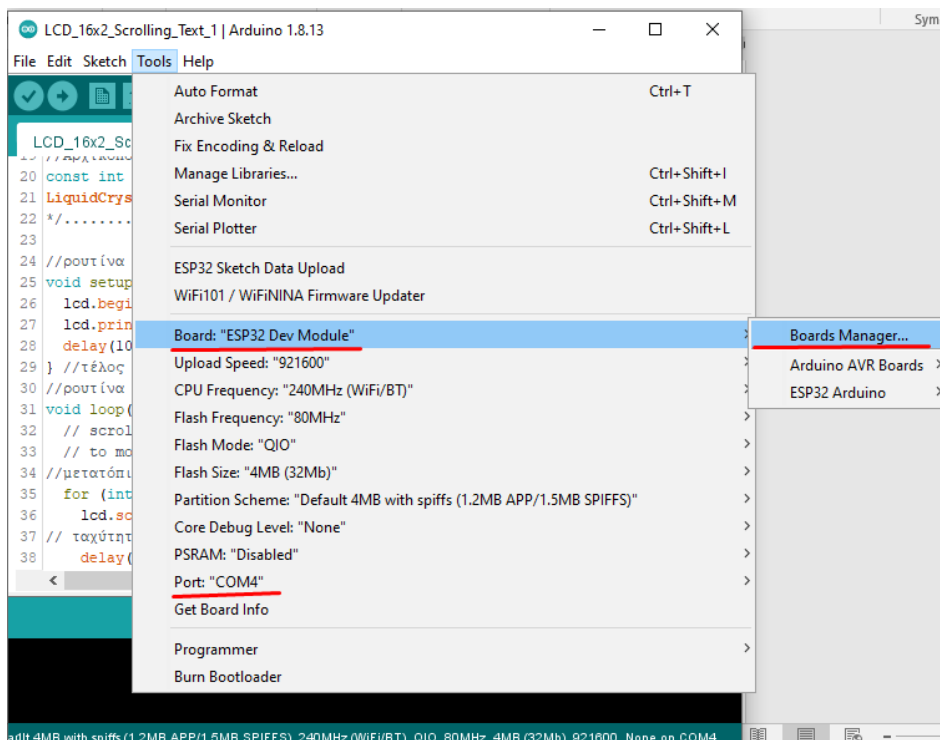 Sym
LCD_16x2_Scrolling_Text_1 | Arduino 1.8.13
File Edit Sketch Tools Help
LCD_16x2_Sc
20 const int
21 LiquidCrys
22 */........
23
24 //ρουτίνα
25 void setup
26 lcd.begi
27 lcd.prin
28 delay(10
29 } //τέλος
30 //ρουτίνα
31 void loop(
32 // scrol
33 // to mo
34 //μετατόπι
35 for (int
36 lcd.sc
37 // ταχύτητ
38 delay(
Auto Format Ctrl+T
Archive Sketch
Fix Encoding & Reload
Manage Libraries... Ctrl+Shift+I
Serial Monitor Ctrl+Shift+M
Serial Plotter Ctrl+Shift+L
ESP32 Sketch Data Upload
WiFi101 / WiFiNINA Firmware Updater
Board: "ESP32 Dev Module"
Upload Speed: "921600"
CPU Frequency: "240MHz (WiFi/BT)"
Flash Frequency: "80MHz"
Flash Mode: "QIO"
Flash Size: "4MB (32Mb)"
Partition Scheme: "Default 4MB with spiffs (1.2MB APP/1.5MB SPIFFS)"
Core Debug Level: "None"
PSRAM: "Disabled"
Port: "COM4"
Get Board Info
Programmer
Burn Bootloader
Boards Manager...
Arduino AVR Boards
ESP32 Arduino
4MB with spiffs (1.2MB APP/1.5MB SPIFFS), 240MHz (WiFi/BT), QIO, 80MHz, 4MB (32Mb), 921600, None on COM4